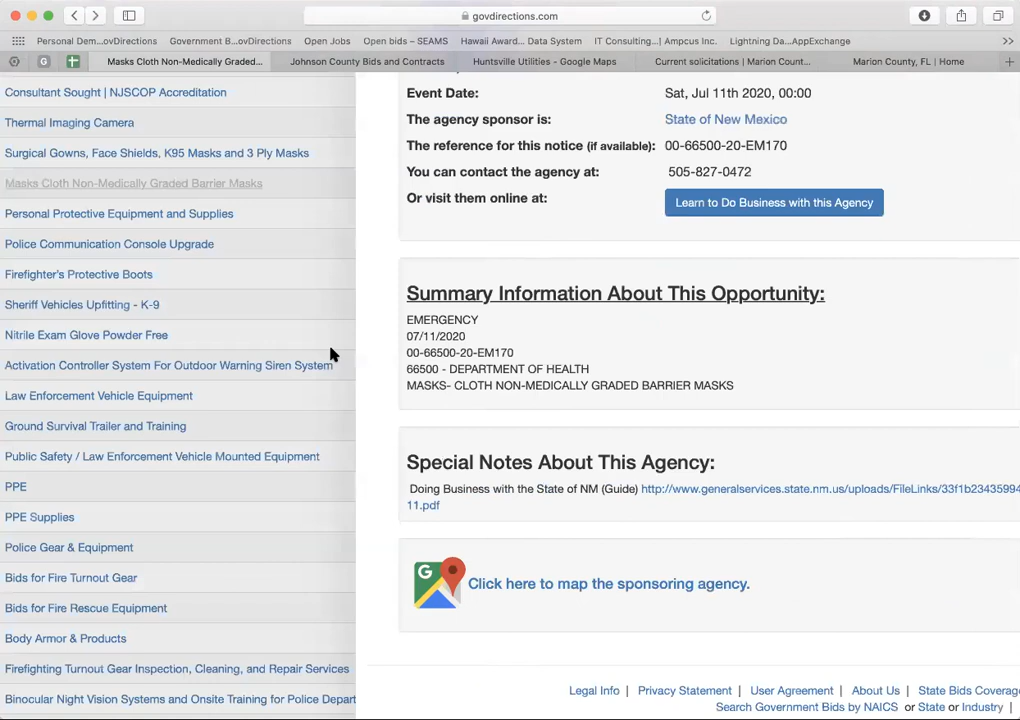 govdirections.com
Personal Dem...ovDirections Government B...ovDirections Open Jobs Open bids – SEAMS Hawaii Award... Data System IT Consulting...| Ampcus Inc. Lightning Da...AppExchange
Masks Cloth Non-Medically Graded... Johnson County Bids and Contracts Huntsville Utilities - Google Maps Current solicitations | Marion Count... Marion County, FL | Home
Consultant Sought | NJSCOP Accreditation
Thermal Imaging Camera
Surgical Gowns, Face Shields, K95 Masks and 3 Ply Masks
Masks Cloth Non-Medically Graded Barrier Masks
Personal Protective Equipment and Supplies
Police Communication Console Upgrade
Firefighter's Protective Boots
Sheriff Vehicles Upfitting - K-9
Nitrile Exam Glove Powder Free
Activation Controller System For Outdoor Warning Siren System
Law Enforcement Vehicle Equipment
Ground Survival Trailer and Training
Public Safety / Law Enforcement Vehicle Mounted Equipment
PPE
PPE Supplies
Police Gear & Equipment
Bids for Fire Turnout Gear
Bids for Fire Rescue Equipment
Body Armor & Products
Firefighting Turnout Gear Inspection, Cleaning, and Repair Services
Binocular Night Vision Systems and Onsite Training for Police Depart
Event Date: Sat, Jul 11th 2020, 00:00
The agency sponsor is: State of New Mexico
The reference for this notice (if available): 00-66500-20-EM170
You can contact the agency at: 505-827-0472
Or visit them online at: Learn to Do Business with this Agency
Summary Information About This Opportunity:
EMERGENCY
07/11/2020
00-66500-20-EM170
66500 - DEPARTMENT OF HEALTH
MASKS- CLOTH NON-MEDICALLY GRADED BARRIER MASKS
Special Notes About This Agency:
Doing Business with the State of NM (Guide) http://www.generalservices.state.nm.us/uploads/FileLinks/33f1b23435994
11.pdf
G
Click here to map the sponsoring agency.
Legal Info | Privacy Statement | User Agreement | About Us | State Bids Coverag
Search Government Bids by NAICS or State or Industry |